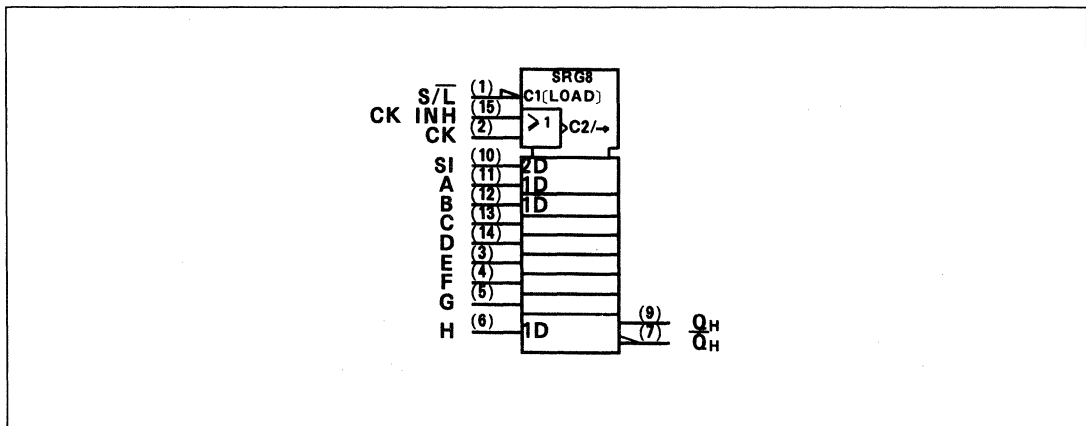 SRG8
S/L̅ (1) C1(LOAD)
CK INH (15) ≥1 C2/→
CK (2)
SI (10) 2D
A (11) 1D
B (12) 1D
C (13)
D (14)
E (3)
F (4)
G (5)
H (6) 1D
(9) QH
(7) Q̅H